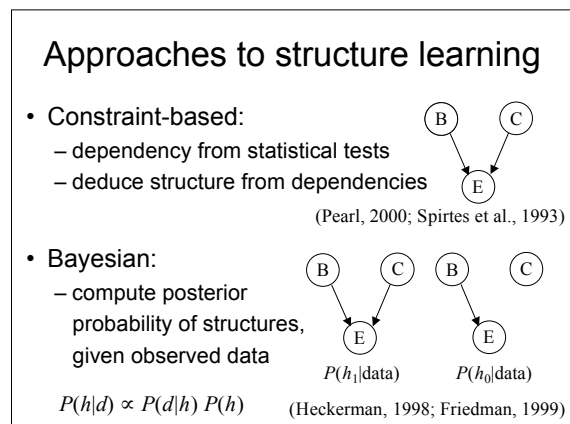 Approaches to structure learning
• Constraint-based:
– dependency from statistical tests
– deduce structure from dependencies
B C
E
(Pearl, 2000; Spirtes et al., 1993)
• Bayesian:
– compute posterior
probability of structures,
given observed data
B C B C
E E
P(h₁|data) P(h₀|data)
P(h|d) ∝ P(d|h) P(h)
(Heckerman, 1998; Friedman, 1999)